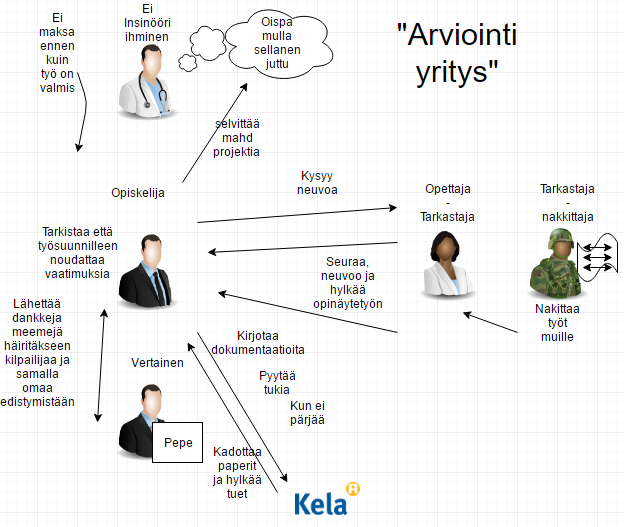 "Arviointi
yritys"
Ei
maksa
ennen
kuin
työ on
valmis
Ei
Insinööri
ihminen
Oispa
mulla
sellanen
juttu
selvittää
mahd
projektia
Opiskelija
Kysyy
neuvoa
Opettaja
-
Tarkastaja
Tarkastaja
-
nakkittaja
Tarkistaa että
työsuunnilleen
noudattaa
vaatimuksia
Seuraa,
neuvoo ja
hylkää
opinäytetyön
Nakittaa
työt
muille
Lähettää
dankkeja
meemejä
häiritäkseen
kilpailijaa ja
samalla
omaa
edistymistään
Kirjotaa
dokumentaatioita
Vertainen
Pyytää
tukia
Kun ei
pärjää
Pepe
Kadottaa
paperit
ja hylkää
tuet
Kela